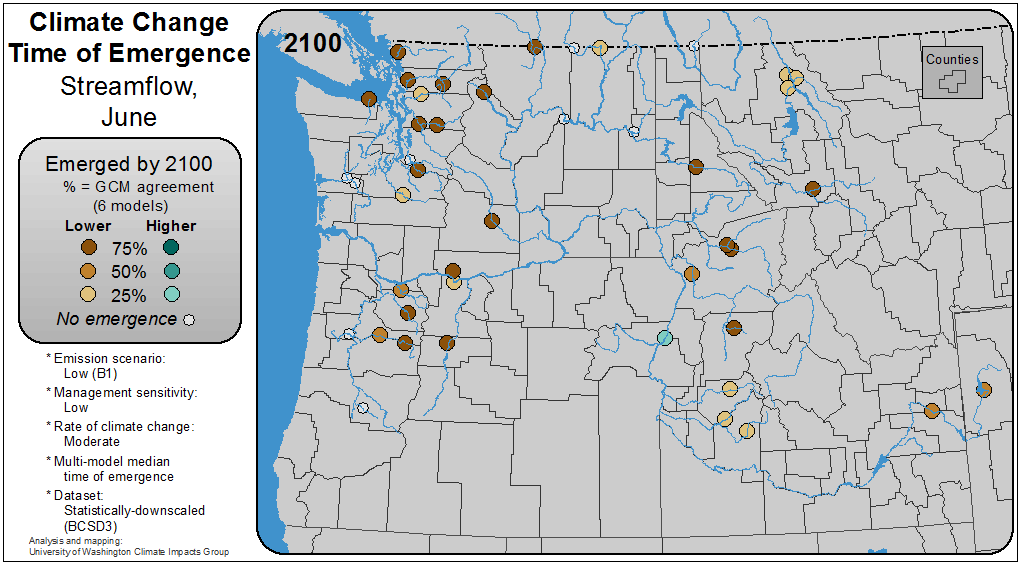 Climate Change
Time of Emergence
Streamflow,
June
Emerged by 2100
% = GCM agreement
(6 models)
Lower Higher
75%
50%
25%
No emergence
* Emission scenario:
Low (B1)
* Management sensitivity:
Low
* Rate of climate change:
Moderate
* Multi-model median
time of emergence
* Dataset:
Statistically-downscaled
(BCSD3)
Analysis and mapping:
University of Washington Climate Impacts Group
2100
Counties